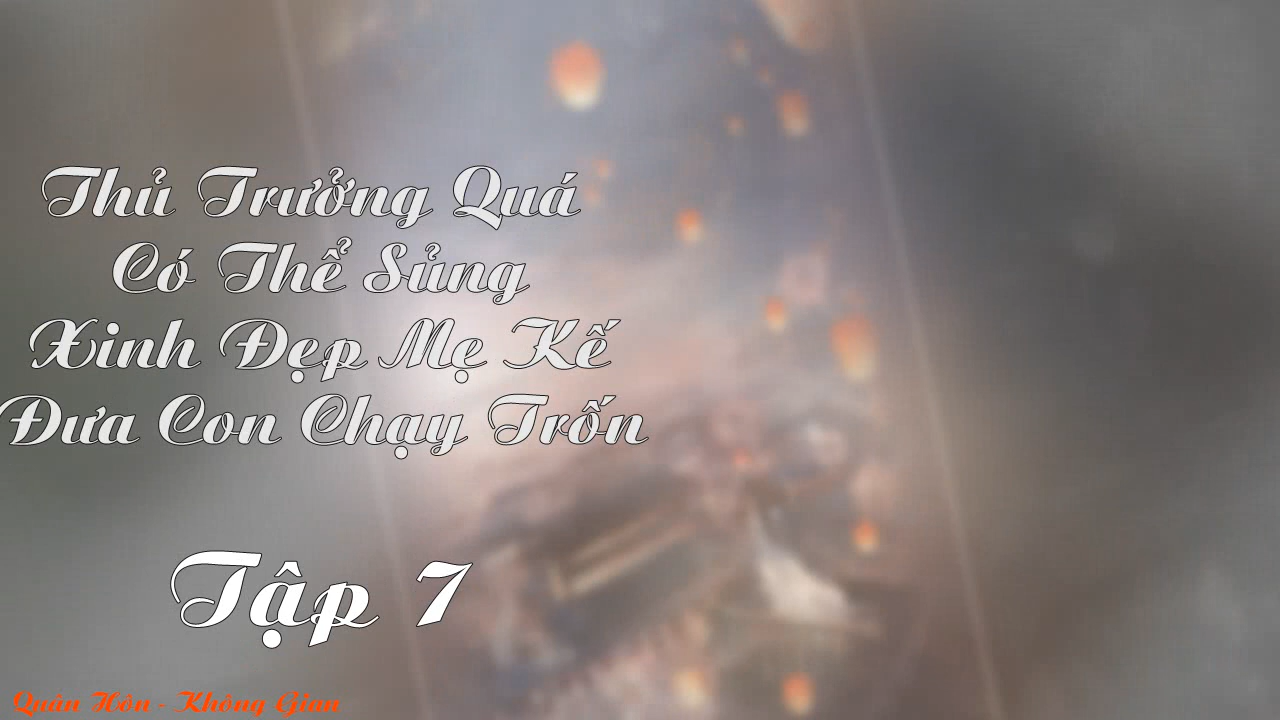 Thủ Trưởng Quá
Có Thể Sủng
Xinh Đẹp Mẹ Kế
Đưa Con Chạy Trốn
Tập 7
Quân Hôn - Không Gian